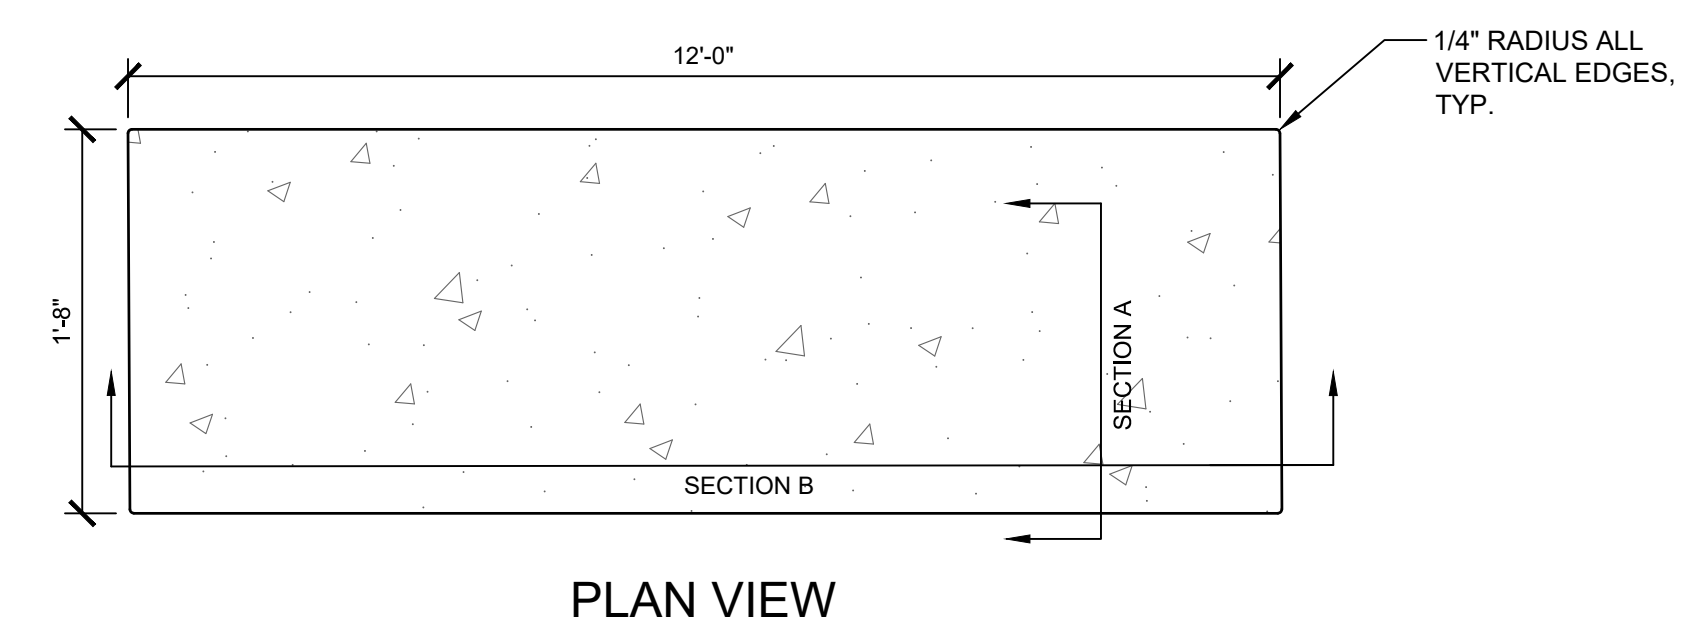 12'-0"
1/4" RADIUS ALL
VERTICAL EDGES,
TYP.
1'-8"
SECTION A
SECTION B
PLAN VIEW